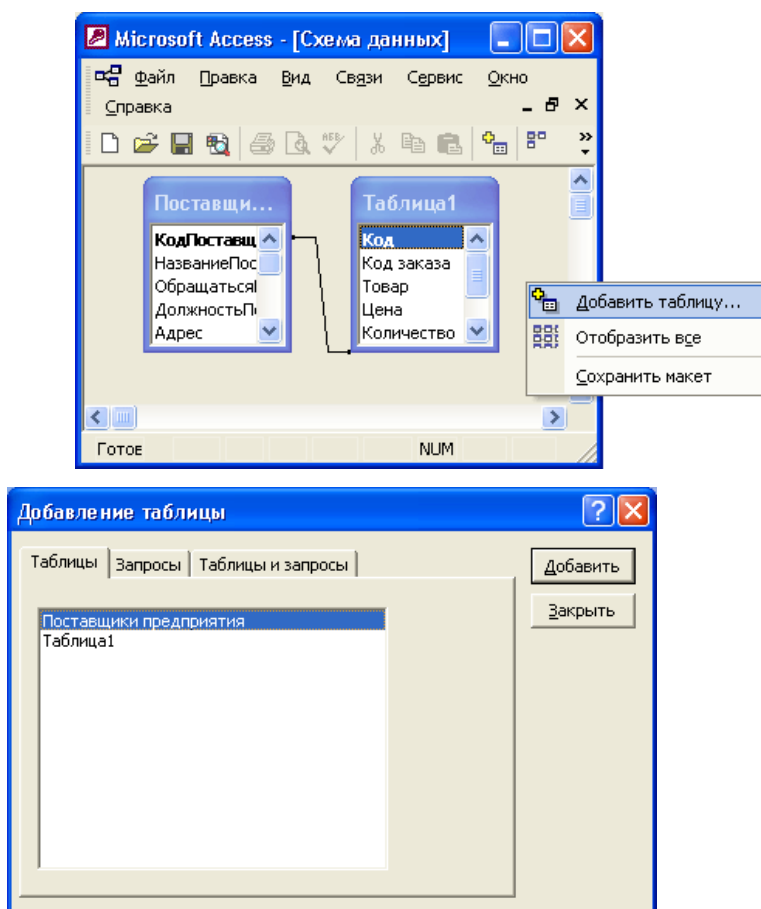 Microsoft Access - [Схема данных]
Файл Правка Вид Связи Сервис Окно
Справка
Поставщи... Таблица1
КодПоставщ Код
НазваниеПос Код заказа
Обращаться Товар
ДолжностьП Цена
Адрес Количество
Добавить таблицу...
Отобразить все
Сохранить макет
Готов NUM
Добавление таблицы
Таблицы Запросы Таблицы и запросы Добавить
Закрыть
Поставщики предприятия
Таблица1